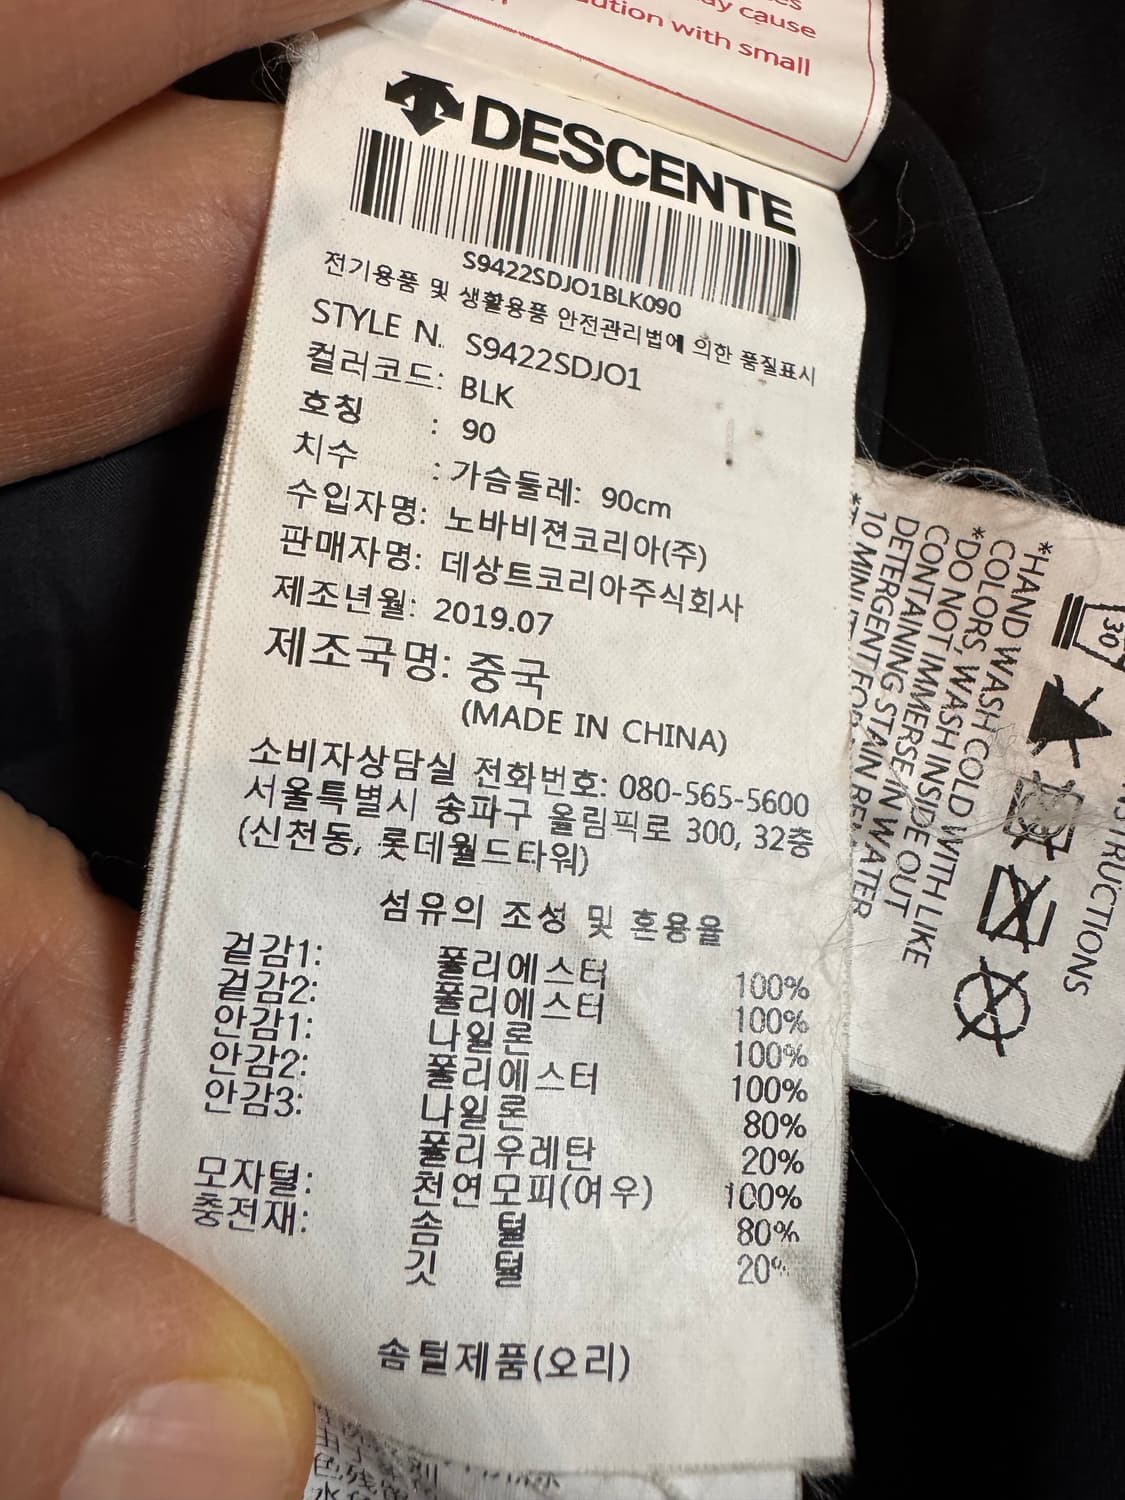 ay cause
ution with small
DESCENTE
S9422SDJO1BLK090
전기용품 및 생활용품 안전관리법에 의한 품질표시
STYLE N. S9422SDJO1
컬러코드: BLK
호칭 : 90
치수 : 가슴둘레: 90cm
수입자명: 노바비젼코리아(주)
판매자명: 데상트코리아주식회사
제조년월: 2019.07
제조국명: 중국
(MADE IN CHINA)
소비자상담실 전화번호: 080-565-5600
서울특별시 송파구 올림픽로 300, 32층
(신천동, 롯데월드타워)
섬유의 조성 및 혼용율
겉감1: 폴리에스터 100%
겉감2: 폴리에스터 100%
안감1: 나일론 100%
안감2: 폴리에스터 100%
안감3: 나일론 80%
폴리우레탄 20%
모자털: 천연모피(여우) 100%
충전재: 솜 털 80%
깃 털 20%
솜털제품(오리)
30
*HAND WASH COLD WITH LIKE
COLORS, WASH INSIDE OUT
*DO NOT IMMERSE IN WATER
CONTAINING STAIN
DETERGENT FOR
10 MINUT